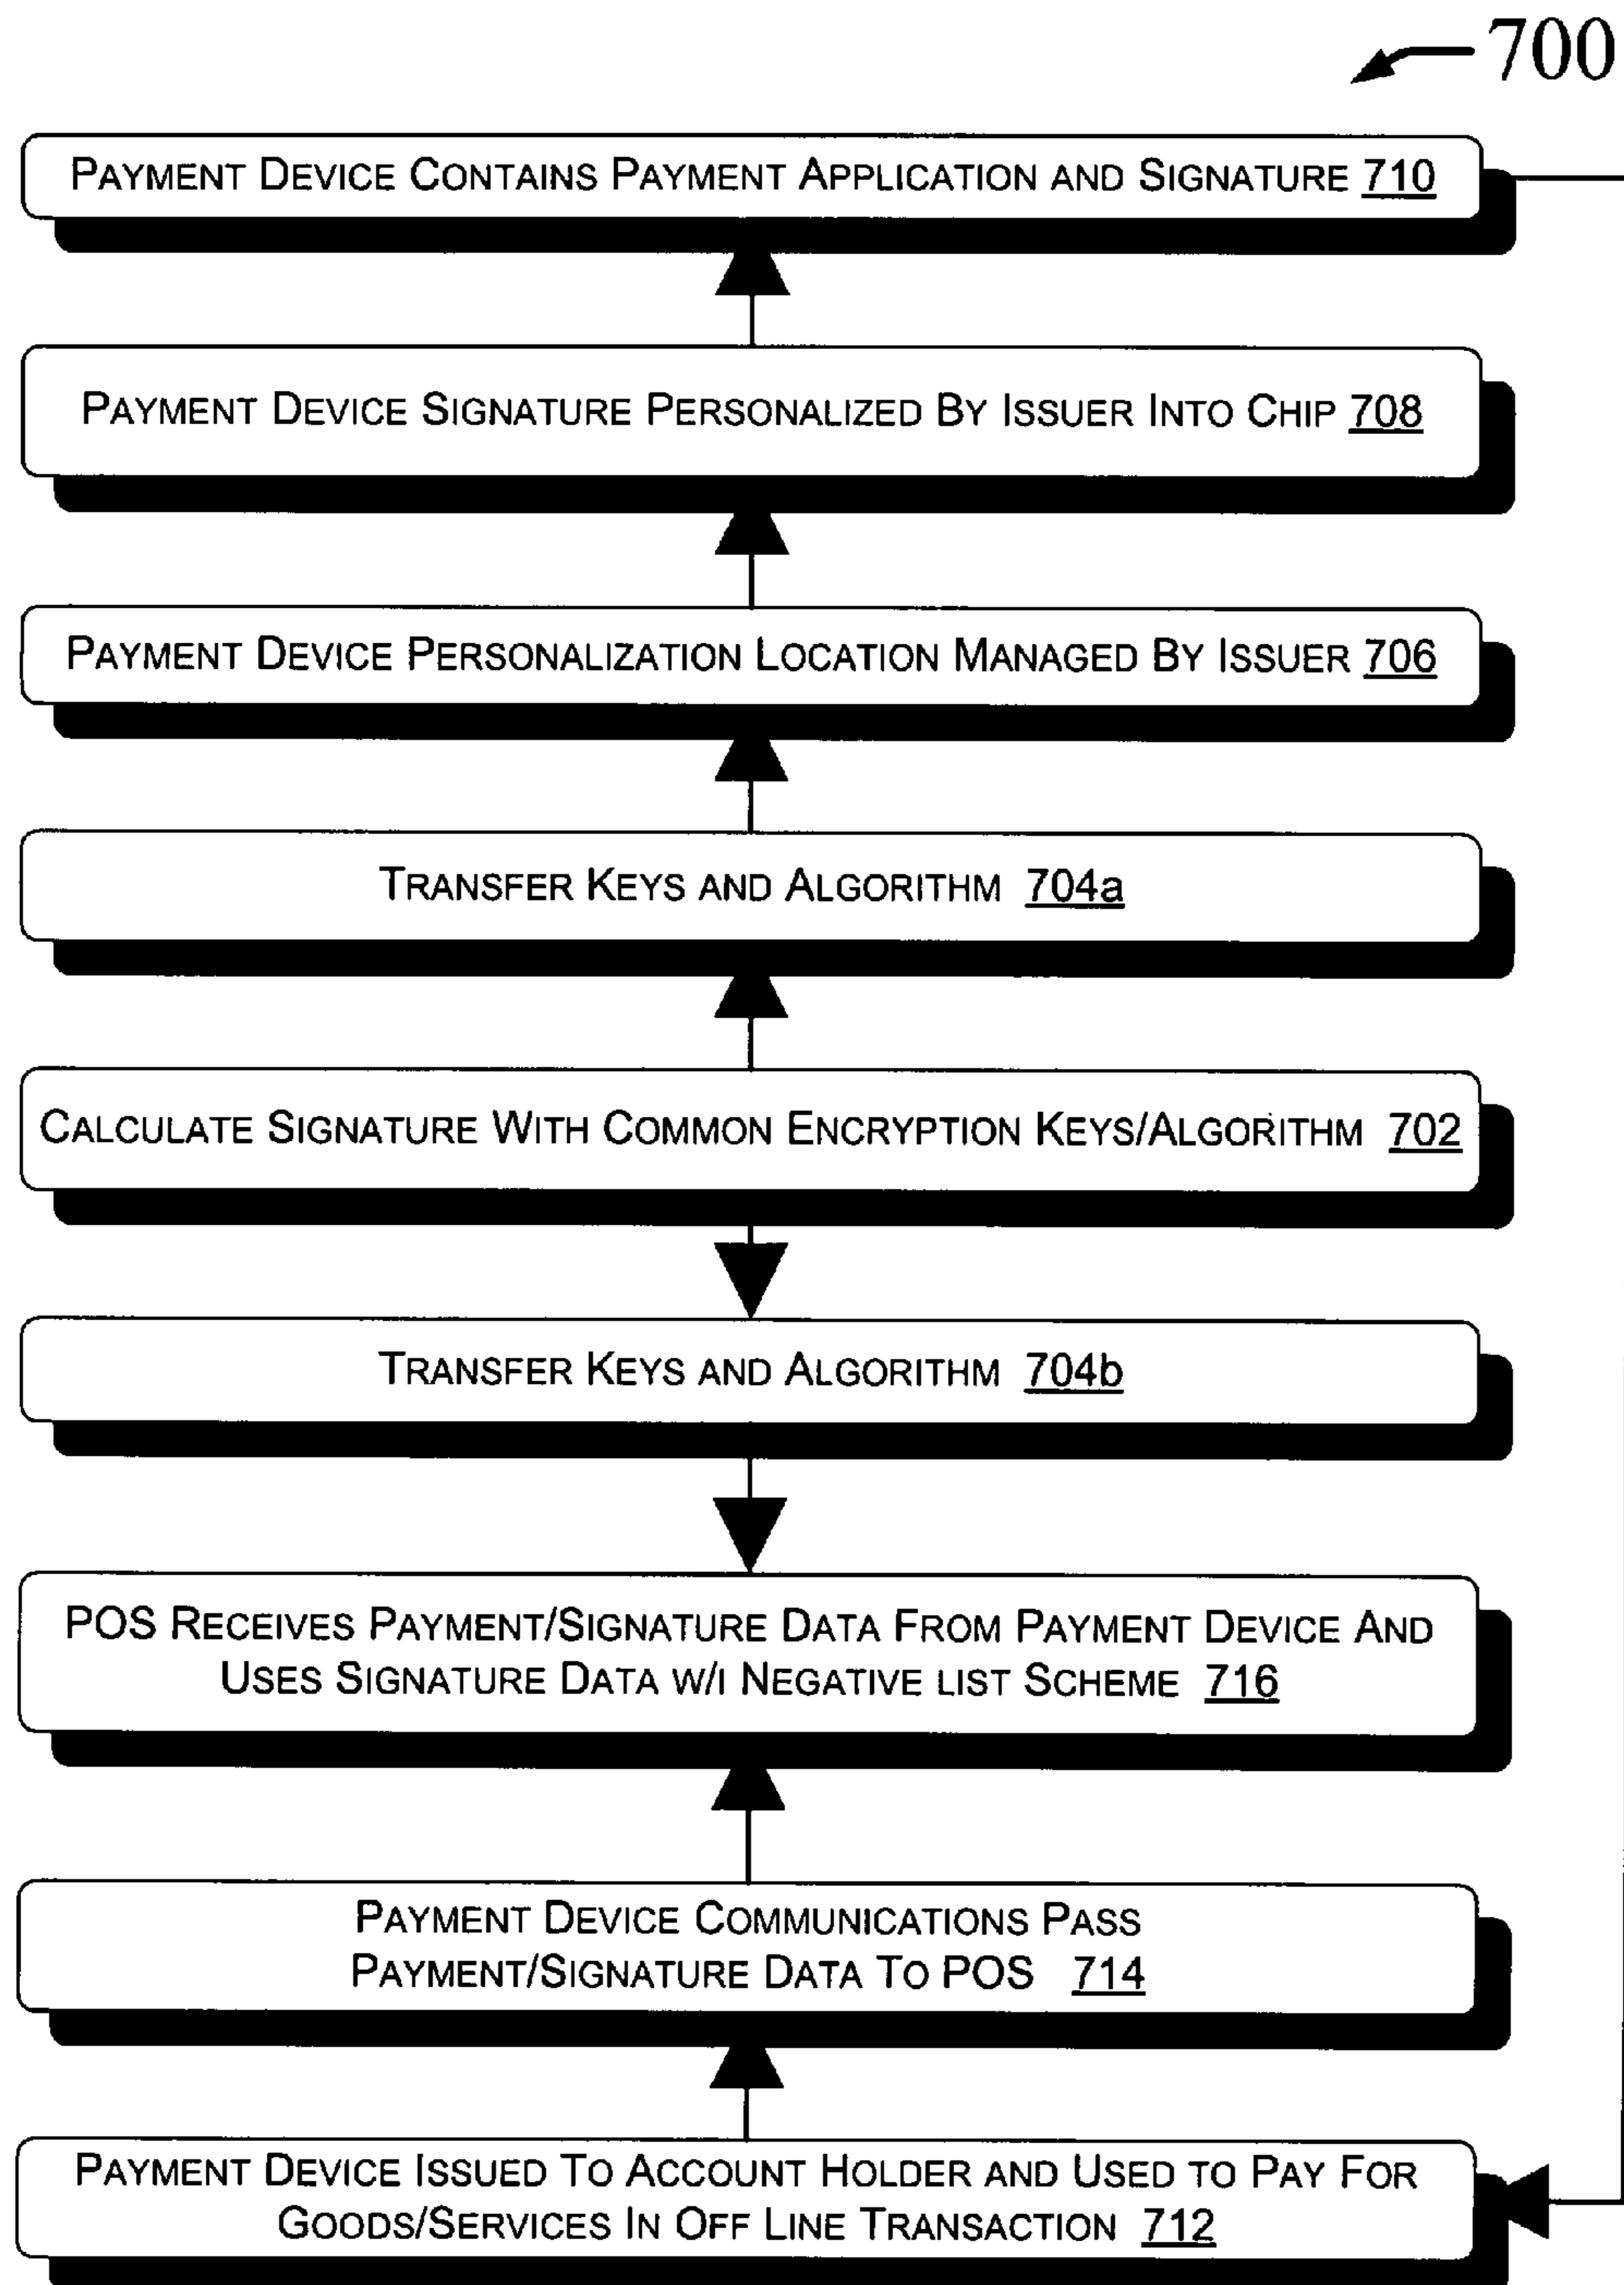 700
PAYMENT DEVICE CONTAINS PAYMENT APPLICATION AND SIGNATURE 710
PAYMENT DEVICE SIGNATURE PERSONALIZED BY ISSUER INTO CHIP 708
PAYMENT DEVICE PERSONALIZATION LOCATION MANAGED BY ISSUER 706
TRANSFER KEYS AND ALGORITHM 704a
CALCULATE SIGNATURE WITH COMMON ENCRYPTION KEYS/ALGORITHM 702
TRANSFER KEYS AND ALGORITHM 704b
POS RECEIVES PAYMENT/SIGNATURE DATA FROM PAYMENT DEVICE AND
USES SIGNATURE DATA W/I NEGATIVE LIST SCHEME 716
PAYMENT DEVICE COMMUNICATIONS PASS
PAYMENT/SIGNATURE DATA TO POS 714
PAYMENT DEVICE ISSUED TO ACCOUNT HOLDER AND USED TO PAY FOR
GOODS/SERVICES IN OFF LINE TRANSACTION 712